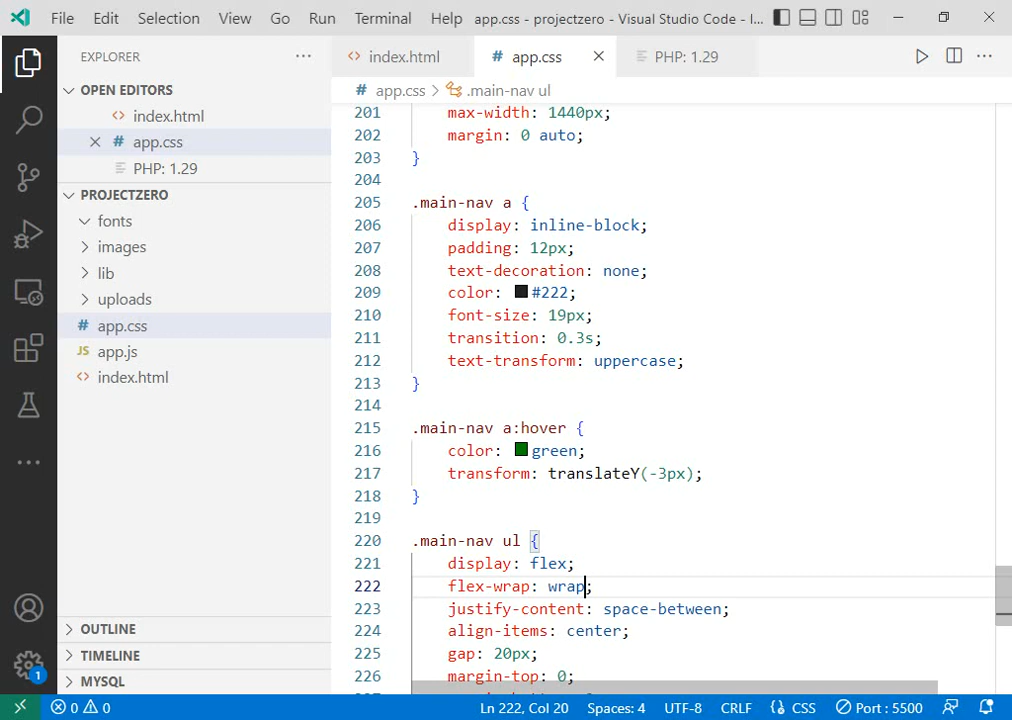 File Edit Selection View Go Run Terminal Help app.css - projectzero - Visual Studio Code - I...
EXPLORER
OPEN EDITORS
index.html
app.css
PHP: 1.29
PROJECTZERO
fonts
images
lib
uploads
app.css
JS app.js
index.html
OUTLINE
TIMELINE
MYSQL
1
index.html
# app.css
PHP: 1.29
# app.css > .main-nav ul
201 max-width: 1440px;
202 margin: 0 auto;
203 }
204
205 .main-nav a {
206 display: inline-block;
207 padding: 12px;
208 text-decoration: none;
209 color: #222;
210 font-size: 19px;
211 transition: 0.3s;
212 text-transform: uppercase;
213 }
214
215 .main-nav a:hover {
216 color: green;
217 transform: translateY(-3px);
218 }
219
220 .main-nav ul {
221 display: flex;
222 flex-wrap: wrap;
223 justify-content: space-between;
224 align-items: center;
225 gap: 20px;
226 margin-top: 0;
0 0 Ln 222, Col 20 Spaces: 4 UTF-8 CRLF {} CSS Port : 5500